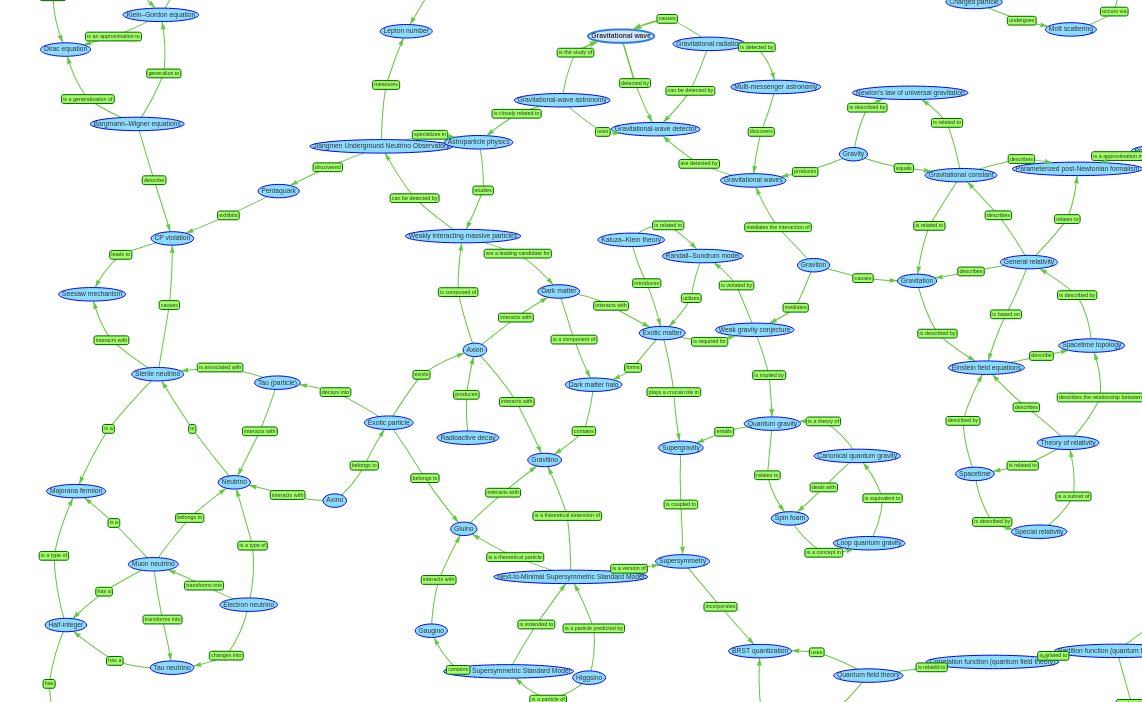 Charged particle
occurs via
Klein–Gordon equation
undergoes
causes
Lepton number
Mott scattering
is an approximation to
Gravitational wave
Gravitational radiation
is detected by
Dirac equation
is the study of
generalize to
detected by
measures
can be detected by
Multi-messenger astronomy
Newton's law of universal gravitation
is a generalization of
Gravitational-wave astronomy
is described by
is closely related to
Bargmann–Wigner equations
is related to
uses
Gravitational-wave detector
discovers
specializes in
Jiangmen Underground Neutrino Observatory
Astroparticle physics
Gravity
is a approximation
describes
are detected by
discovered
equals
Parameterized post-Newtonian formalism
produces
Gravitational constant
describe
Gravitational waves
Pentaquark
studies
can be detected by
exhibits
describes
relates to
is related to
mediates the interaction of
is related to
CP violation
Weakly interacting massive particles
Kaluza–Klein theory
leads to
are a leading candidate for
Randall–Sundrum model
General relativity
Graviton
describes
causes
Gravitation
introduces
is violated by
Seesaw mechanism
is composed of
Dark matter
is described by
utilizes
causes
interacts with
mediates
is based on
interacts with
Weak gravity conjecture
Exotic matter
is described by
interacts with
is a component of
is required for
Spacetime topology
Axion
describe
is associated with
forms
Einstein field equations
Sterile neutrino
exists
is implied by
Tau (particle)
Dark matter halo
decays into
produces
plays a crucial role in
describes the relationship between
interacts with
describes
Exotic particle
described by
is a theory of
Quantum gravity
is a
is
interacts with
contains
entails
Radioactive decay
Theory of relativity
Supergravity
Canonical quantum gravity
Gravitino
belongs to
is related to
Spacetime
relates to
belongs to
Neutrino
deals with
Majorana fermion
interacts with
interacts with
is equivalent to
is a subset of
Axino
is coupled to
is a theoretical extension of
belongs to
Spin foam
is a
is described by
Gluino
Special relativity
is a type of
Loop quantum gravity
is a type of
is a concept in
is a theoretical particle
Supersymmetry
Muon neutrino
is a version of
Next-to-Minimal Supersymmetric Standard Model
interacts with
transforms into
has a
Electron neutrino
incorporates
transforms into
Half-integer
is extended to
is a particle predicted by
Gaugino
BRST quantization
uses
changes into
is related to
has a
Tau neutrino
is related to
contains
Supersymmetric Standard Model
Quantum field theory
Higgsino
has
is a particle of